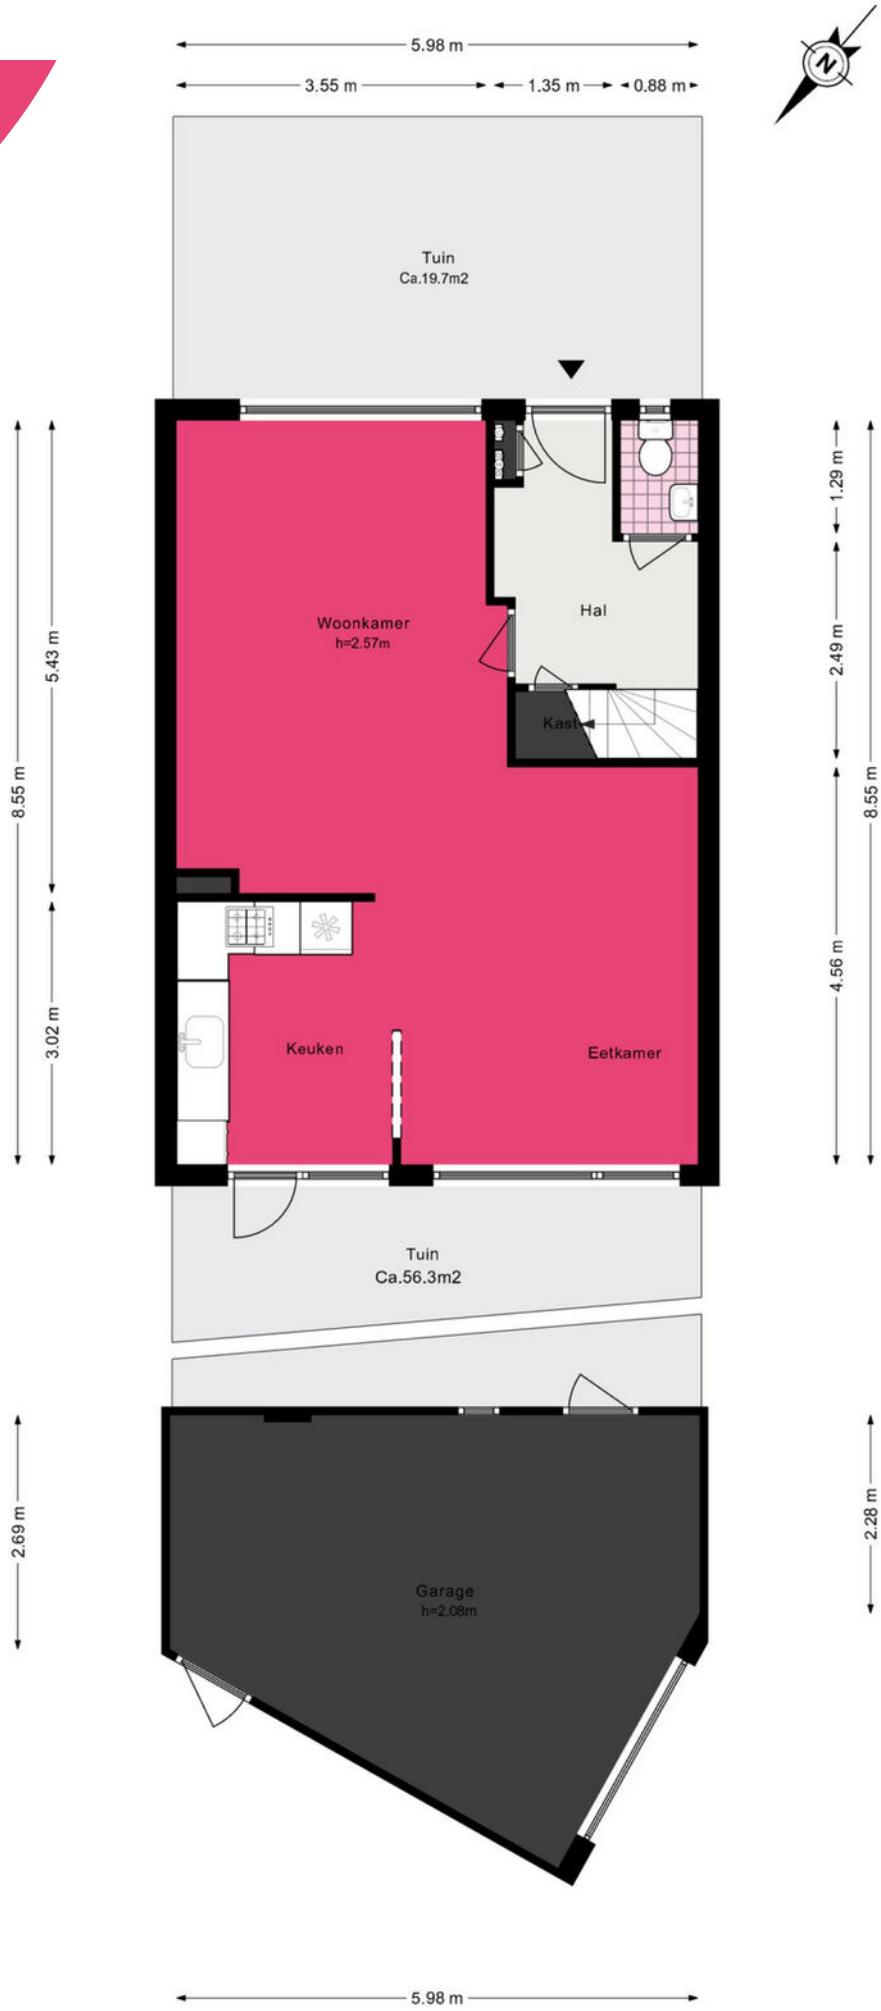 5.98 m
3.55 m
1.35 m
0.88 m
N
Tuin
Ca.19.7m2
1.29 m
Hal
Woonkamer
h=2.57m
5.43 m
2.49 m
Kast
8.55 m
8.55 m
4.56 m
3.02 m
Keuken
Eetkamer
Tuin
Ca.56.3m2
2.69 m
2.28 m
Garage
h=2.08m
5.98 m